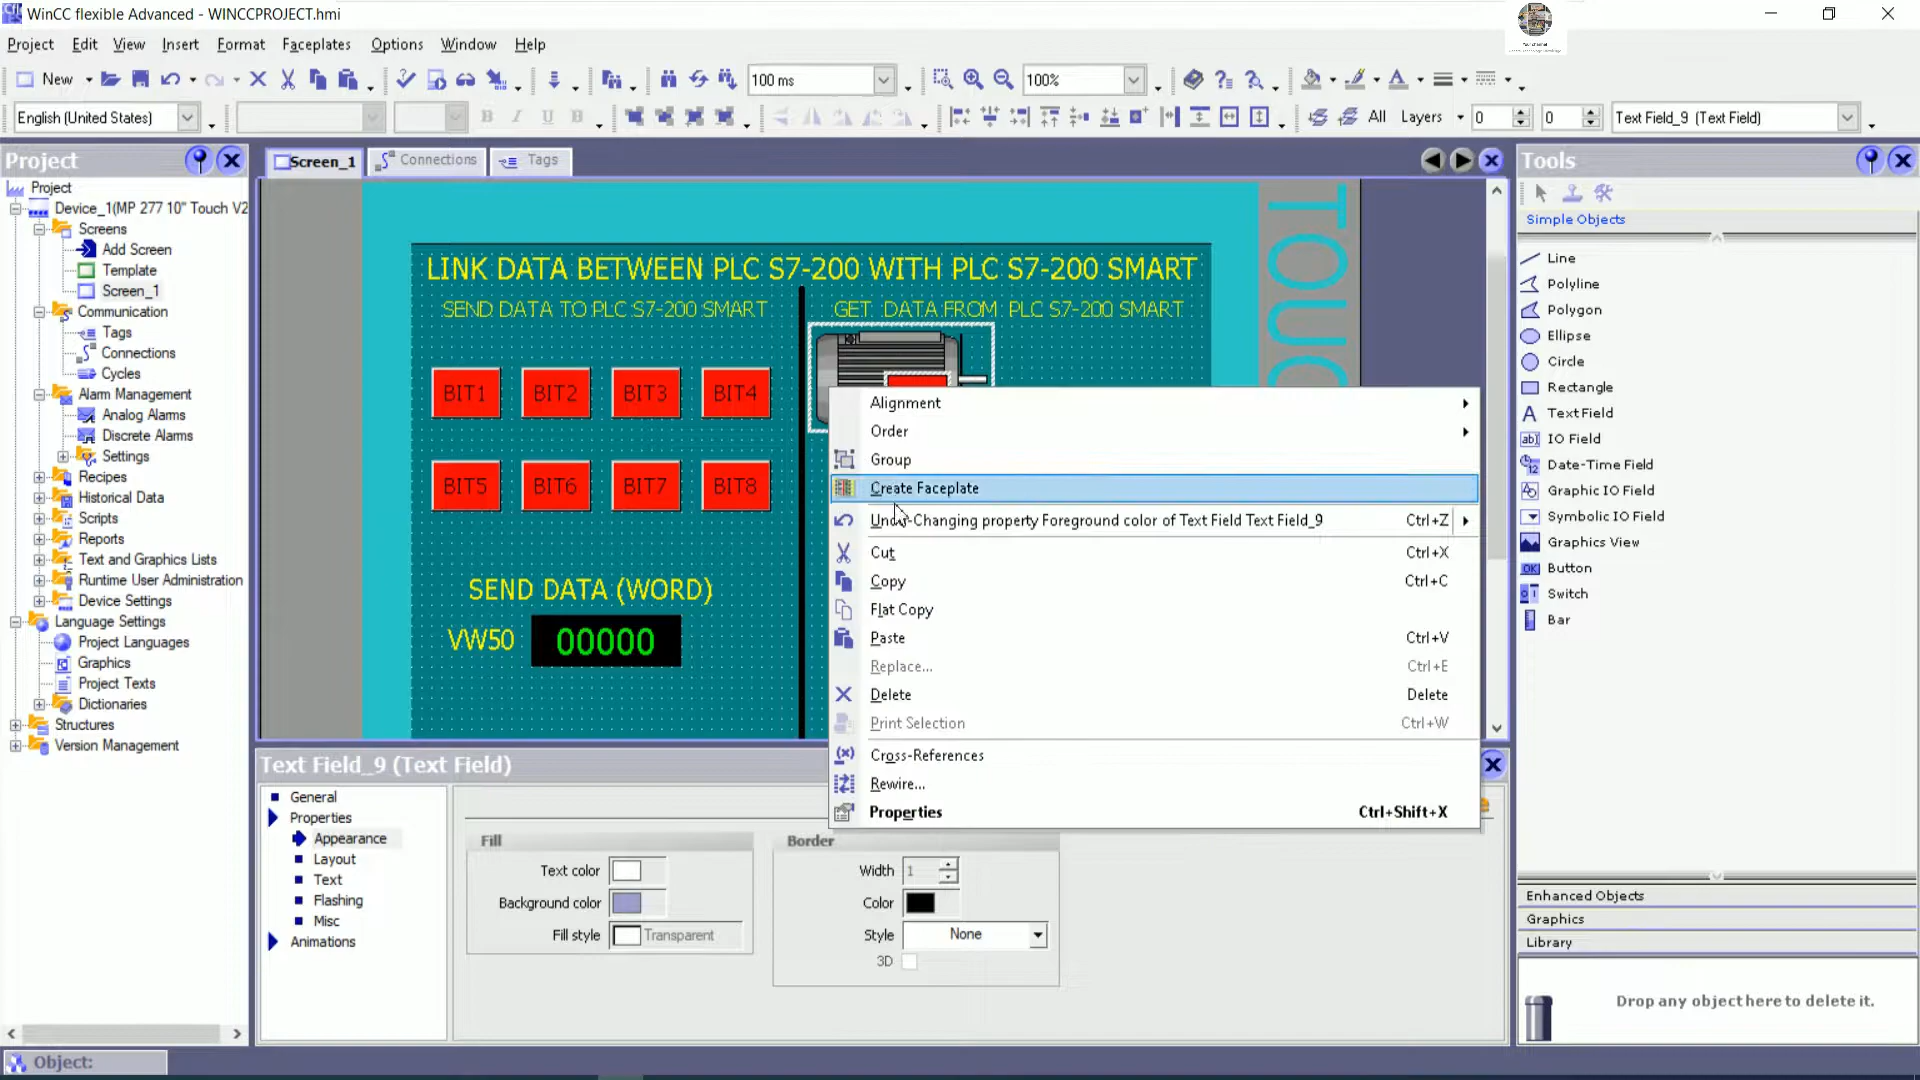 WinCC flexible Advanced - WINCCPROJECT.hmi
Project Edit View Insert Format Faceplates Options Window Help
New 100 ms 100%
English (United States) B I U B All Layers 0 0 Text Field_9 (Text Field)
Project
Project
Device_1(MP 277 10" Touch V2
Screens
Add Screen
Template
Screen_1
Communication
Tags
Connections
Cycles
Alarm Management
Analog Alarms
Discrete Alarms
Settings
Recipes
Historical Data
Scripts
Reports
Text and Graphics Lists
Runtime User Administration
Device Settings
Language Settings
Project Languages
Graphics
Project Texts
Dictionaries
Structures
Version Management
Screen_1 Connections Tags
LINK DATA BETWEEN PLC S7-200 WITH PLC S7-200 SMART
SEND DATA TO PLC S7-200 SMART
GET DATA FROM PLC S7-200 SMART
BIT1 BIT2 BIT3 BIT4
BIT5 BIT6 BIT7 BIT8
SEND DATA (WORD)
VW50 00000
TOUC
Alignment
Order
Group
Create Faceplate
Undo -Changing property Foreground color of Text Field Text Field_9 Ctrl+Z
Cut Ctrl+X
Copy Ctrl+C
Flat Copy
Paste Ctrl+V
Replace... Ctrl+E
Delete Delete
Print Selection Ctrl+W
Cross-References
Rewire...
Properties Ctrl+Shift+X
Text Field_9 (Text Field)
General
Properties
Appearance
Layout
Text
Flashing
Misc
Animations
Fill
Text color
Background color
Fill style Transparent
Border
Width 1
Color
Style None
3D
Tools
Simple Objects
Line
Polyline
Polygon
Ellipse
Circle
Rectangle
Text Field
IO Field
Date-Time Field
Graphic IO Field
Symbolic IO Field
Graphics View
Button
Switch
Bar
Enhanced Objects
Graphics
Library
Drop any object here to delete it.
Object: